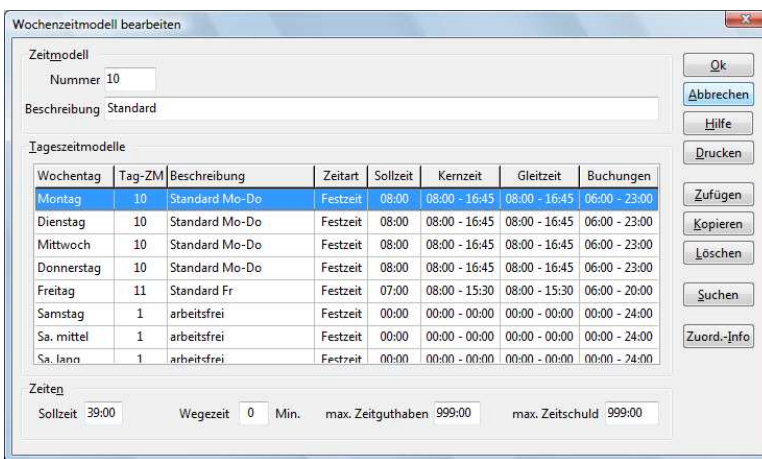 Wochenzeitmodell bearbeiten
Zeitmodell
Nummer 10
Beschreibung Standard
Tageszeitmodelle
Wochentag Tag-ZM Beschreibung Zeitart Sollzeit Kernzeit Gleitzeit Buchungen
Montag 10 Standard Mo-Do Festzeit 08:00 08:00 - 16:45 08:00 - 16:45 06:00 - 23:00
Dienstag 10 Standard Mo-Do Festzeit 08:00 08:00 - 16:45 08:00 - 16:45 06:00 - 23:00
Mittwoch 10 Standard Mo-Do Festzeit 08:00 08:00 - 16:45 08:00 - 16:45 06:00 - 23:00
Donnerstag 10 Standard Mo-Do Festzeit 08:00 08:00 - 16:45 08:00 - 16:45 06:00 - 23:00
Freitag 11 Standard Fr Festzeit 07:00 08:00 - 15:30 08:00 - 15:30 06:00 - 20:00
Samstag 1 arbeitsfrei Festzeit 00:00 00:00 - 00:00 00:00 - 00:00 00:00 - 24:00
Sa. mittel 1 arbeitsfrei Festzeit 00:00 00:00 - 00:00 00:00 - 00:00 00:00 - 24:00
Sa. lang 1 arbeitsfrei Festzeit 00:00 00:00 - 00:00 00:00 - 00:00 00:00 - 24:00
Zeiten
Sollzeit 39:00 Wegezeit 0 Min. max. Zeitguthaben 999:00 max. Zeitschuld 999:00
Ok
Abbrechen
Hilfe
Drucken
Zufügen
Kopieren
Löschen
Suchen
Zuord.-Info